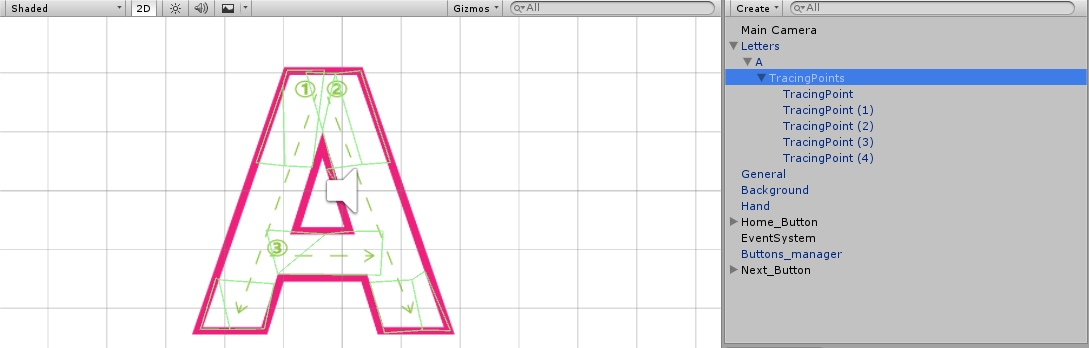 Shaded 2D Gizmos All
Create All
① ②
③
Main Camera
Letters
A
TracingPoints
TracingPoint
TracingPoint (1)
TracingPoint (2)
TracingPoint (3)
TracingPoint (4)
General
Background
Hand
Home_Button
EventSystem
Buttons_manager
Next_Button